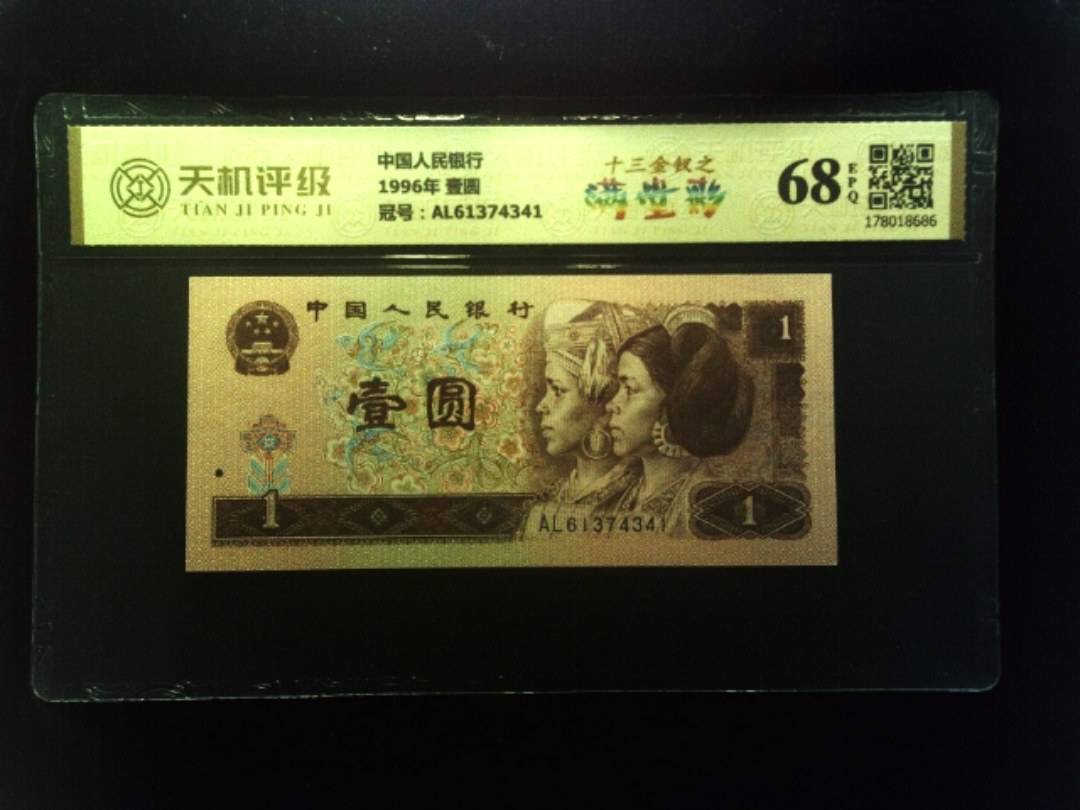 天机评级
TIAN JI PING JI
中国人民银行
1996年 壹圆
冠号：AL61374341
十三金钗之
满堂彩
68
EPQ
178018686
中国人民银行
1
壹圆
1
AL61374341
1